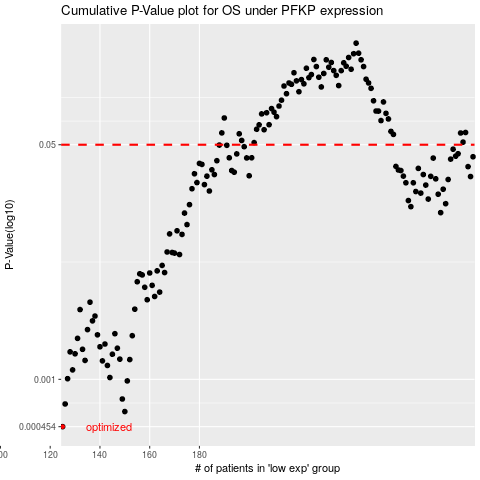 Cumulative P-Value plot for OS under PFKP expression
P-Value(log10)
0.05
0.001
0.000454
optimized
00 120 140 160 180
# of patients in 'low exp' group